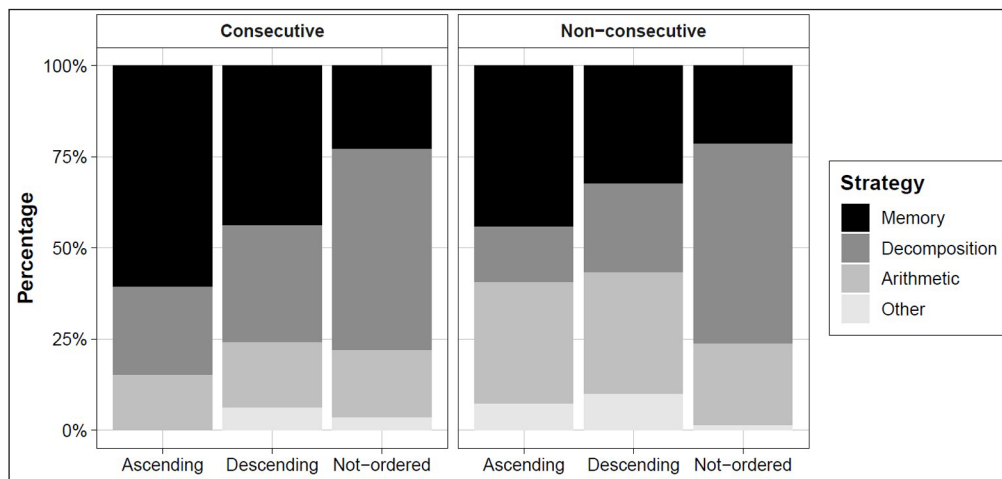 Consecutive
Non−consecutive
100%
75%
50%
25%
0%
Percentage
Ascending
Descending
Not−ordered
Ascending
Descending
Not−ordered
Strategy
Memory
Decomposition
Arithmetic
Other